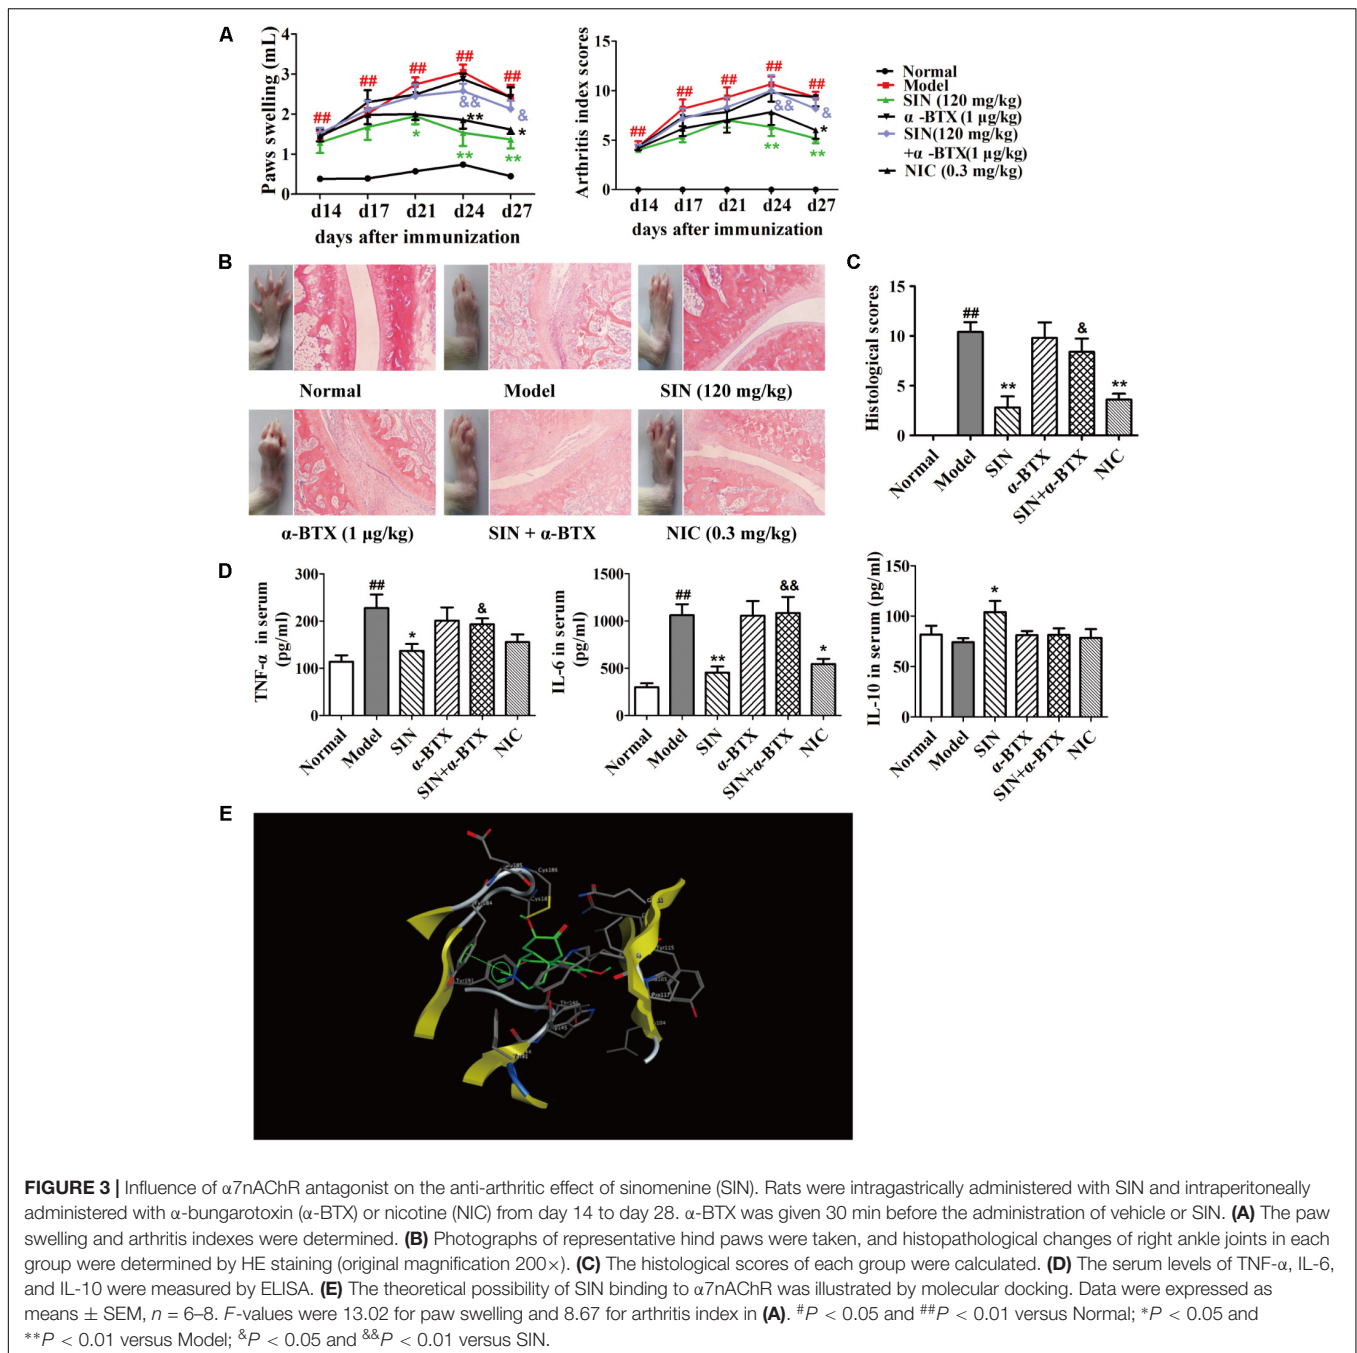 A
Paws swelling (mL)
4
3
2
1
0
##
##
##
##
##
&&
**
&
*
*
**
**
d14 d17 d21 d24 d27
days after immunization
Arthritis index scores
15
10
5
0
##
##
##
##
##
&&
&
*
**
**
d14 d17 d21 d24 d27
days after immunization
Normal
Model
SIN (120 mg/kg)
α -BTX (1 μg/kg)
SIN(120 mg/kg)
+α -BTX(1 μg/kg)
NIC (0.3 mg/kg)
B
Normal
Model
SIN (120 mg/kg)
α-BTX (1 μg/kg)
SIN + α-BTX
NIC (0.3 mg/kg)
C
Histological scores
15
10
5
0
##
**
&
**
Normal
Model
SIN
α-BTX
SIN+α-BTX
NIC
D
TNF-α in serum
(pg/ml)
300
200
100
0
##
*
&
Normal
Model
SIN
α-BTX
SIN+α-BTX
NIC
IL-6 in serum
(pg/ml)
1500
1000
500
0
##
**
&&
*
Normal
Model
SIN
α-BTX
SIN+α-BTX
NIC
IL-10 in serum (pg/ml)
150
100
50
0
*
Normal
Model
SIN
α-BTX
SIN+α-BTX
NIC
E
Cys186
Tyr115
Pro117
FIGURE 3 | Influence of α7nAChR antagonist on the anti-arthritic effect of sinomenine (SIN). Rats were intragastrically administered with SIN and intraperitoneally
administered with α-bungarotoxin (α-BTX) or nicotine (NIC) from day 14 to day 28. α-BTX was given 30 min before the administration of vehicle or SIN. (A) The paw
swelling and arthritis indexes were determined. (B) Photographs of representative hind paws were taken, and histopathological changes of right ankle joints in each
group were determined by HE staining (original magnification 200×). (C) The histological scores of each group were calculated. (D) The serum levels of TNF-α, IL-6,
and IL-10 were measured by ELISA. (E) The theoretical possibility of SIN binding to α7nAChR was illustrated by molecular docking. Data were expressed as
means ± SEM, n = 6–8. F-values were 13.02 for paw swelling and 8.67 for arthritis index in (A). #P < 0.05 and ##P < 0.01 versus Normal; *P < 0.05 and
**P < 0.01 versus Model; &P < 0.05 and &&P < 0.01 versus SIN.